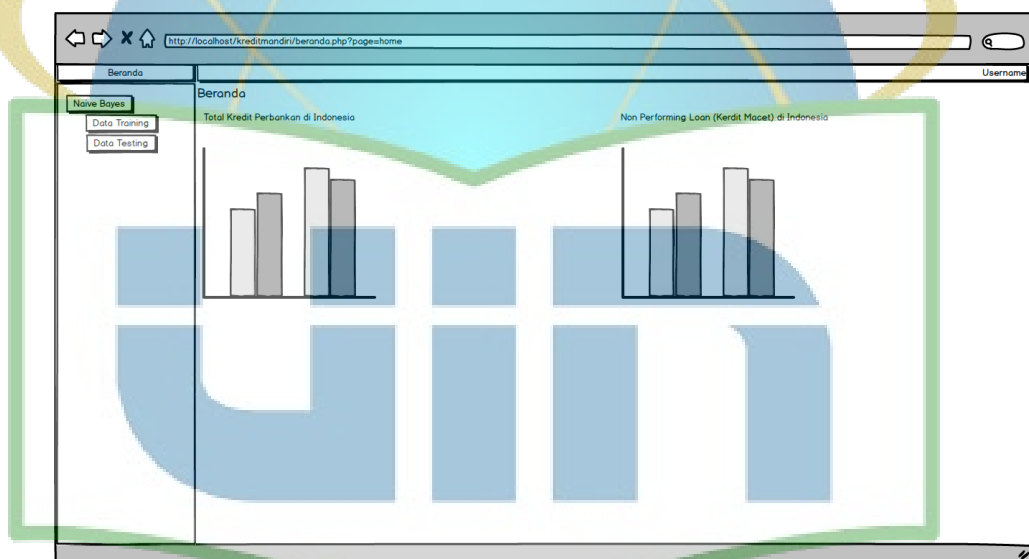 http://localhost/kreditmandiri/beranda.php?page=home
Beranda
Username
Naive Bayes
Data Training
Data Testing
Beranda
Total Kredit Perbankan di Indonesia
Non Performing Loan (Kerdit Macet) di Indonesia
uin